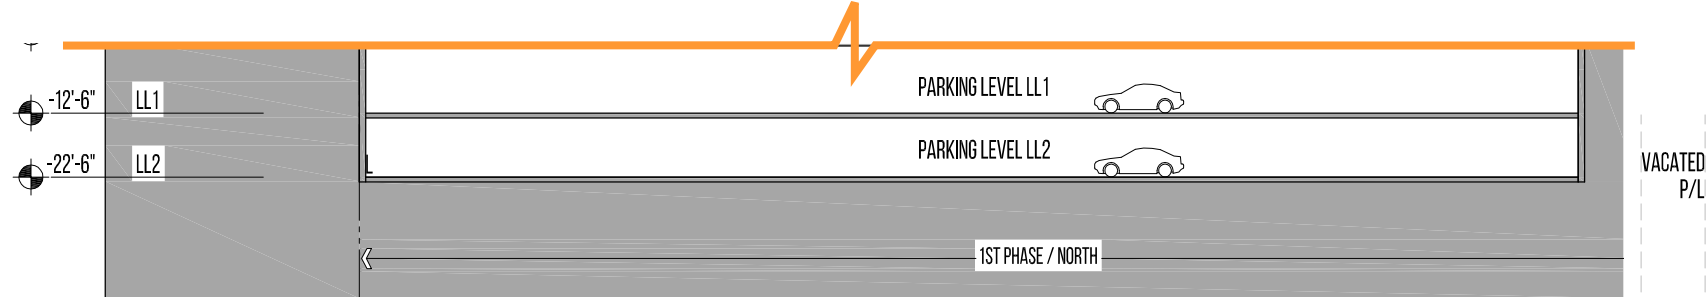 PARKING LEVEL LL1
-12'-6" LL1
PARKING LEVEL LL2
-22'-6" LL2
L
VACATED
P/L
1ST PHASE / NORTH